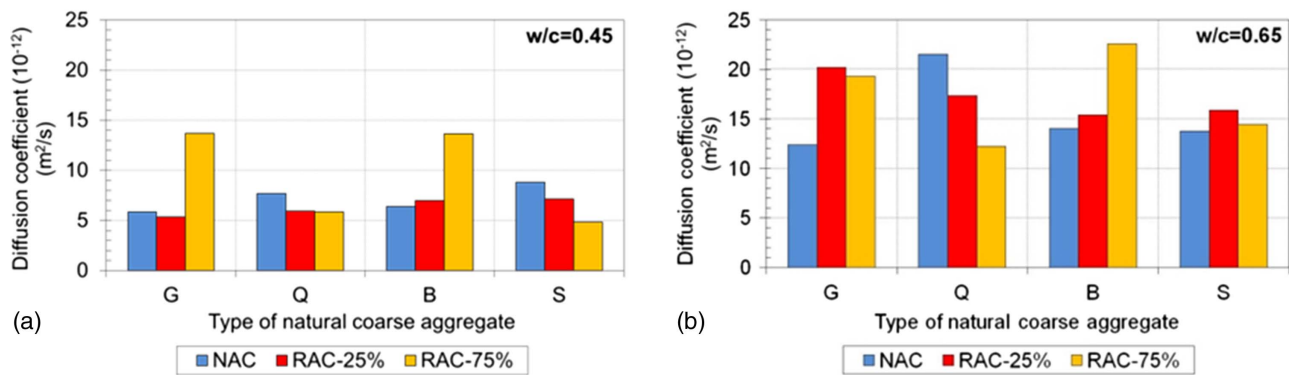 25
20
15
10
5
0
Diffusion coefficient (10⁻¹²)
(m²/s)
w/c=0.45
G Q B S
Type of natural coarse aggregate
(a)
NAC RAC-25% RAC-75%
25
20
15
10
5
0
Diffusion coefficient (10⁻¹²)
(m²/s)
w/c=0.65
G Q B S
Type of natural coarse aggregate
(b)
NAC RAC-25% RAC-75%